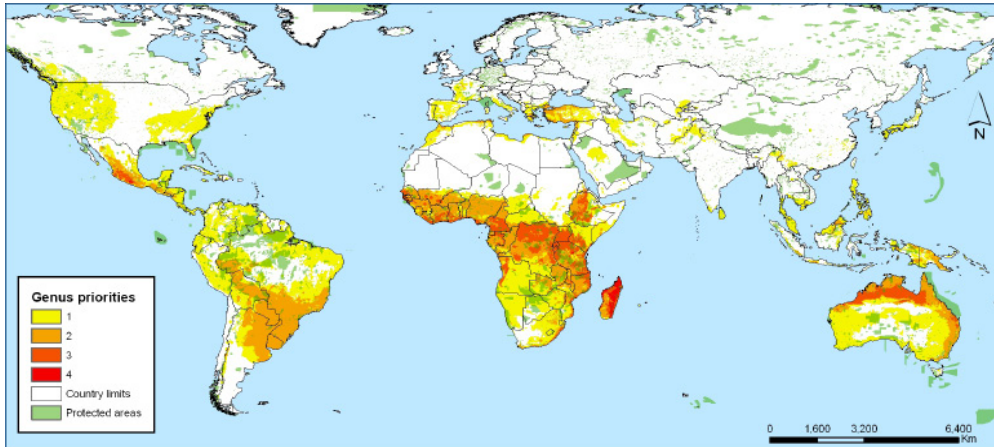 N
Genus priorities
1
2
3
4
Country limits
Protected areas
0 1,600 3,200 6,400
Km